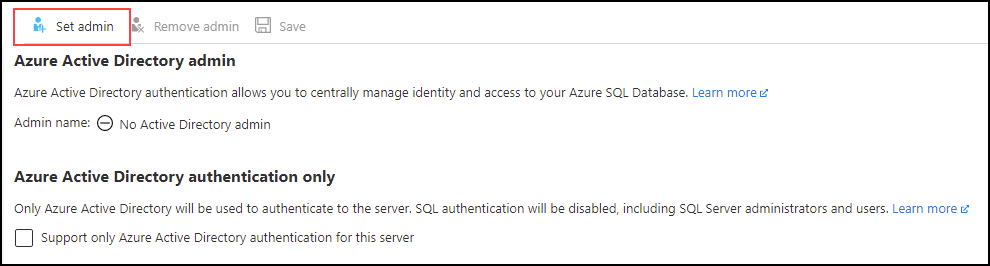 Set admin Remove admin Save
Azure Active Directory admin
Azure Active Directory authentication allows you to centrally manage identity and access to your Azure SQL Database. Learn more
Admin name: No Active Directory admin
Azure Active Directory authentication only
Only Azure Active Directory will be used to authenticate to the server. SQL authentication will be disabled, including SQL Server administrators and users. Learn more
Support only Azure Active Directory authentication for this server